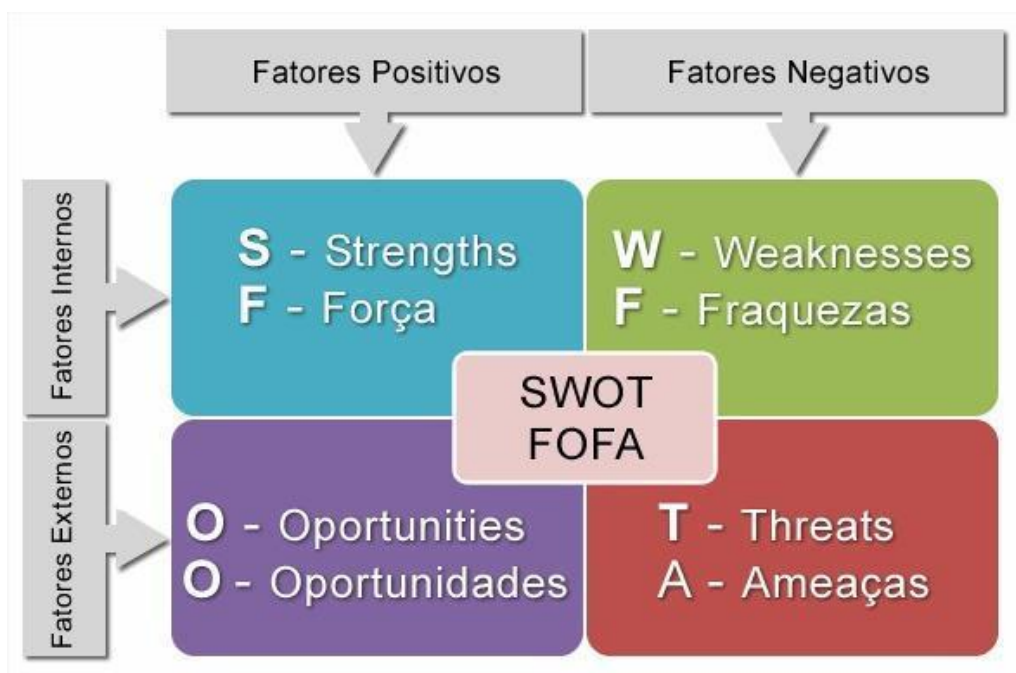 Fatores Positivos
Fatores Negativos
Fatores Internos
S - Strengths
F - Força
W - Weaknesses
F - Fraquezas
SWOT
FOFA
Fatores Externos
O - Oportunities
O - Oportunidades
T - Threats
A - Ameaças